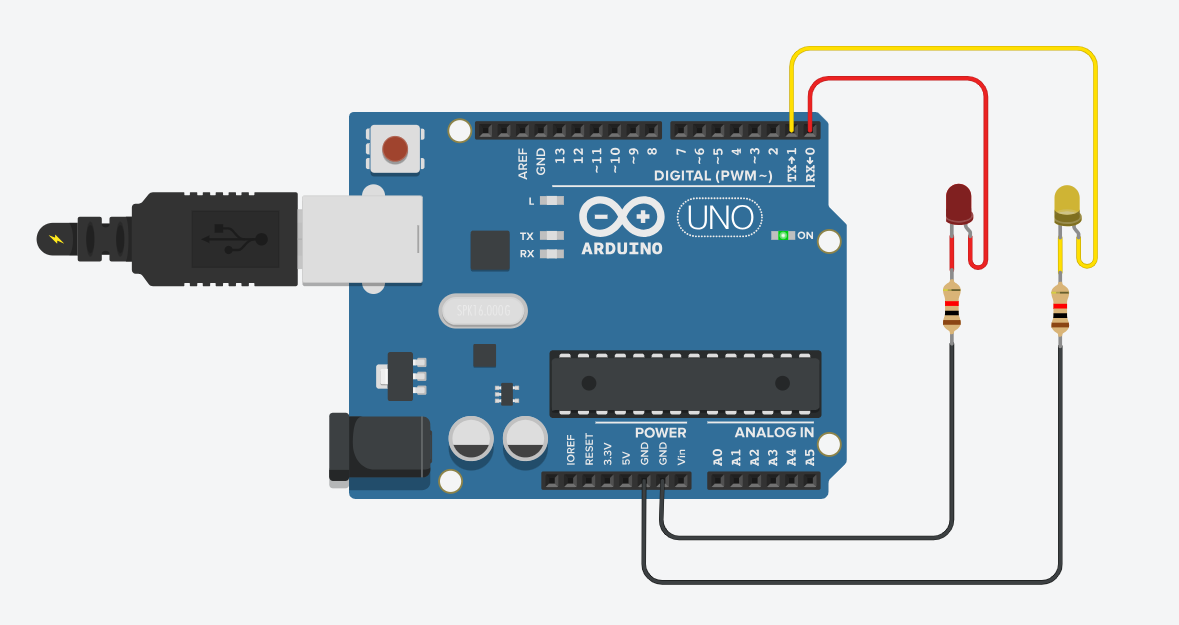 AREF
GND
13
12
~11
~10
~9
8
7
~6
~5
4
~3
2
TX→1
RX←0
DIGITAL (PWM~)
L
TX
RX
UNO
ARDUINO
ON
SPK16.000G
POWER
ANALOG IN
IOREF
RESET
3.3V
5V
GND
GND
Vin
A0
A1
A2
A3
A4
A5